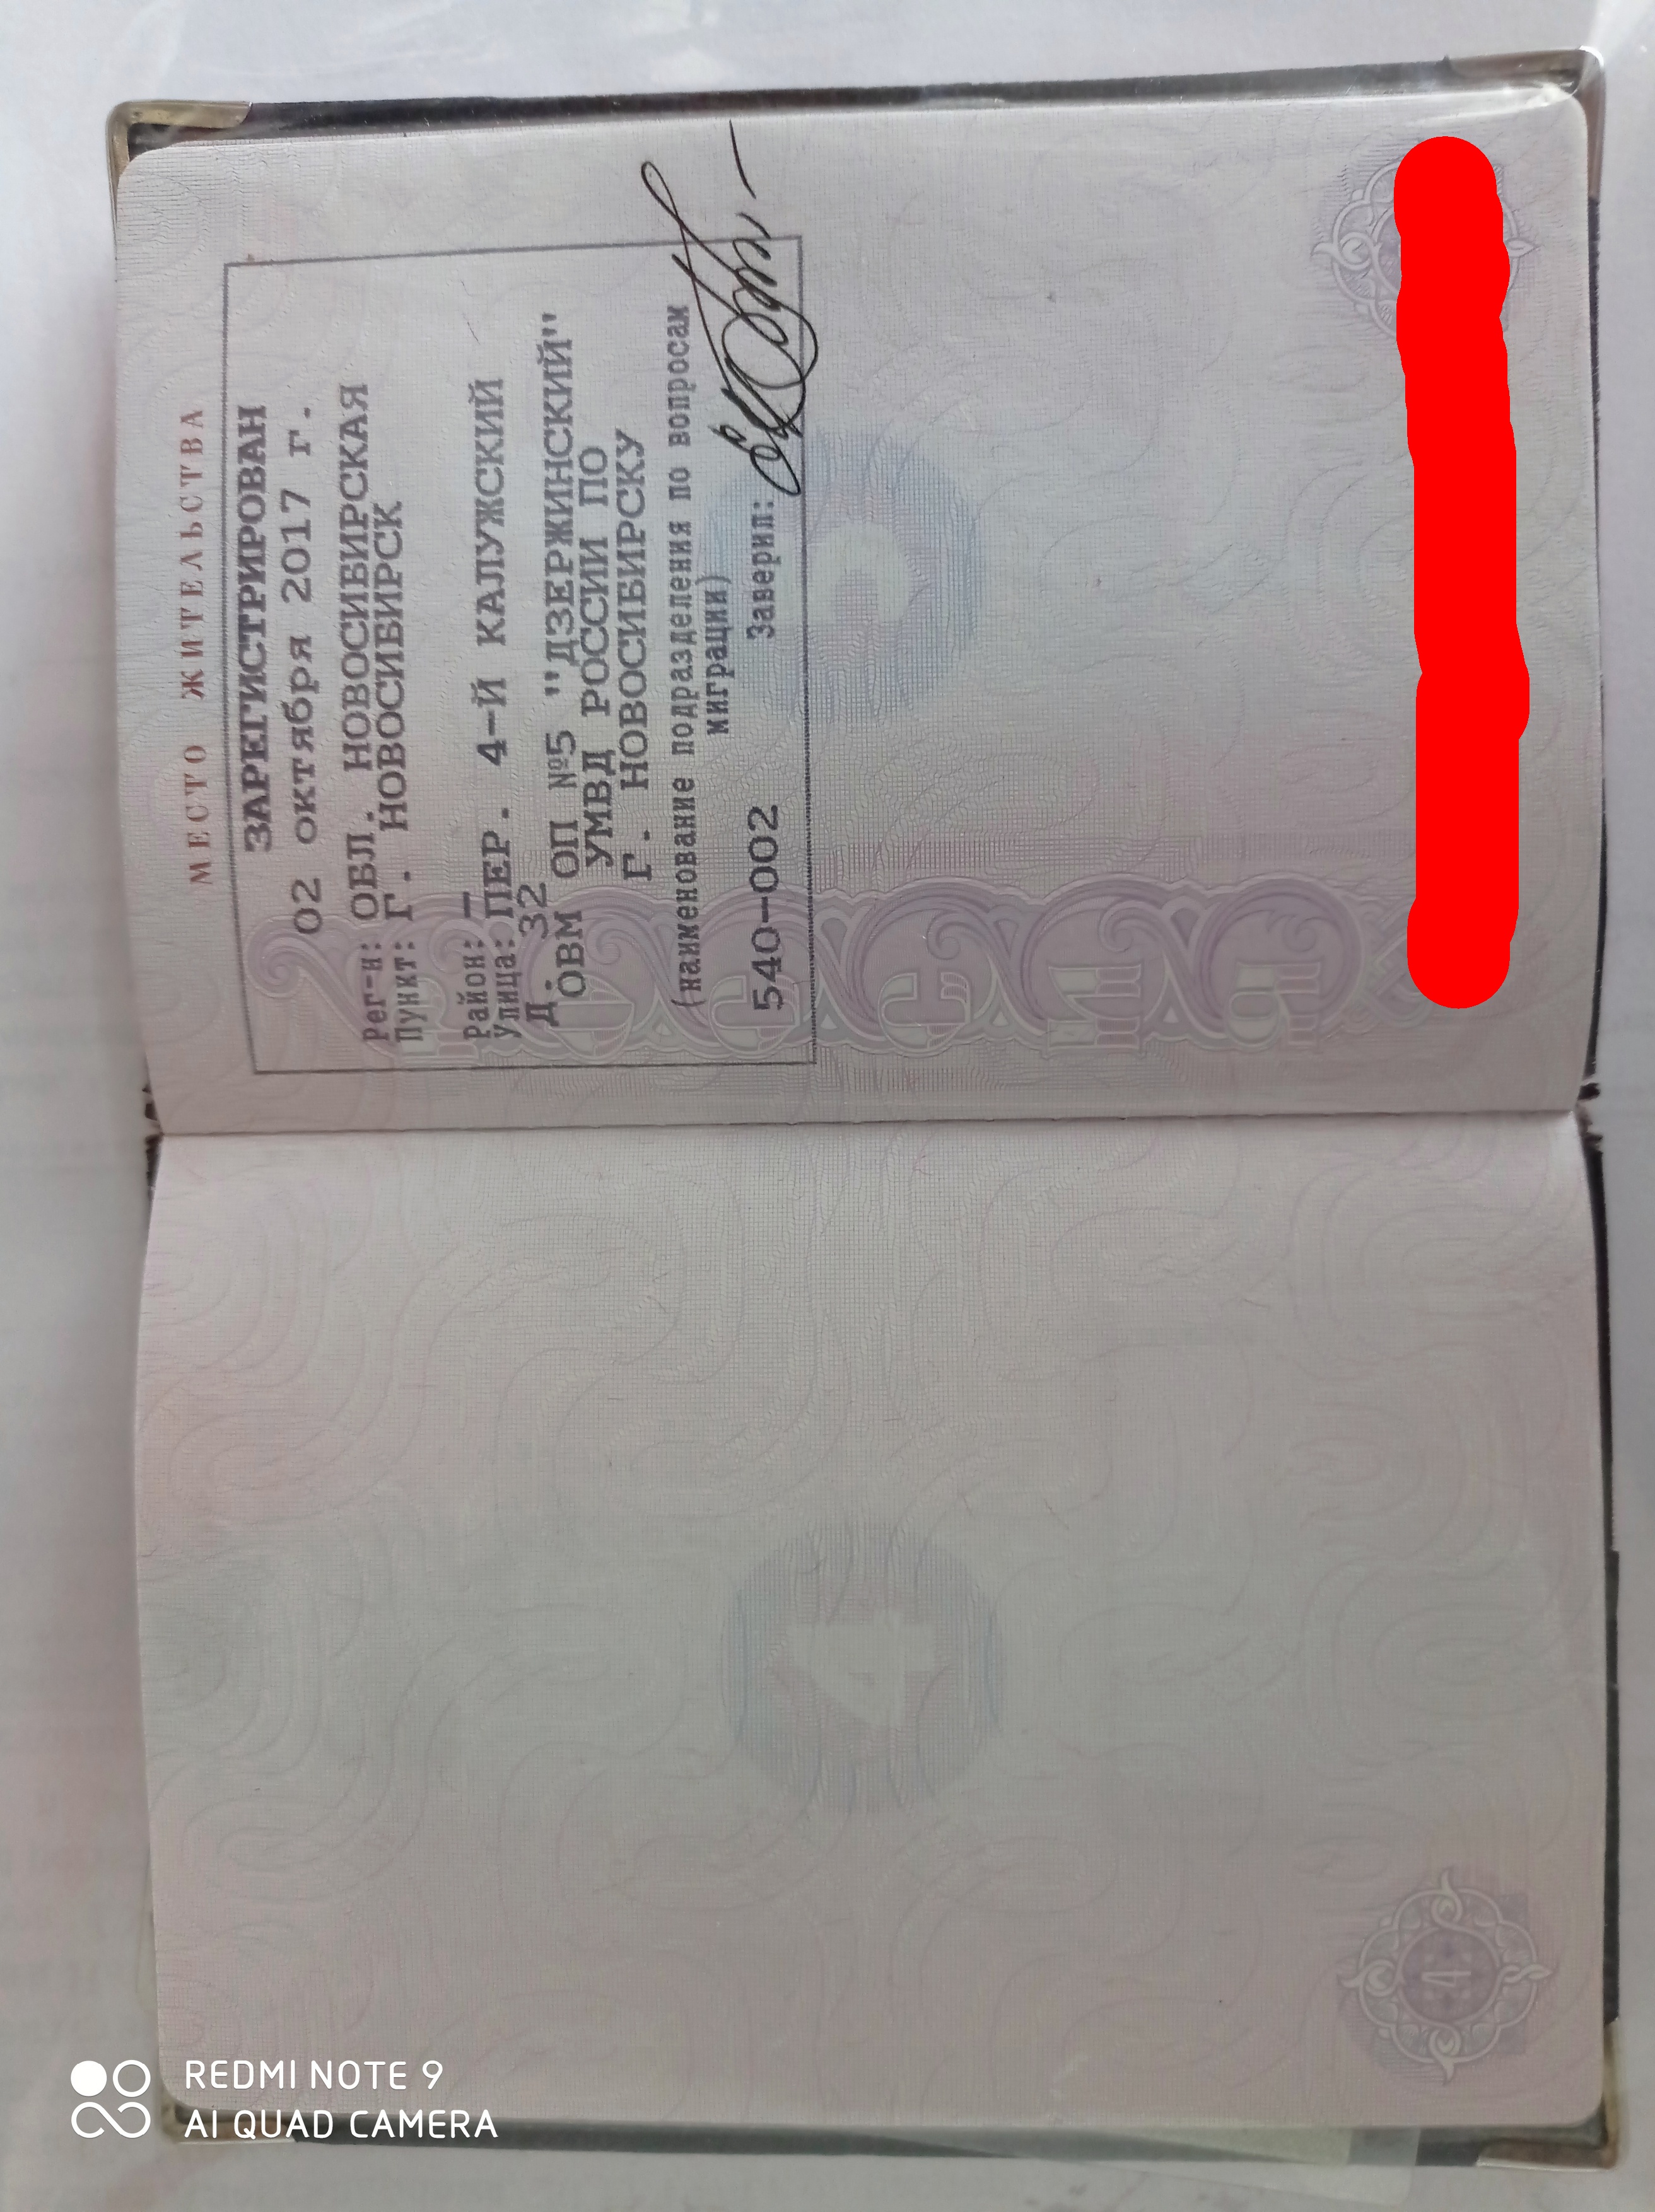 МЕСТО ЖИТЕЛЬСТВА
ЗАРЕГИСТРИРОВАН
02 октября 2017 г.
Рег-н: ОБЛ. НОВОСИБИРСКАЯ
Пункт: Г. НОВОСИБИРСК
Район: —
Улица: ПЕР. 4-Й КАЛУЖСКИЙ
Д. 32
ОВМ ОП №5 "ДЗЕРЖИНСКИЙ"
УМВД РОССИИ ПО
Г. НОВОСИБИРСКУ
(наименование подразделения по вопросам
миграции)
540-002 Заверил:
4
14
REDMI NOTE 9
AI QUAD CAMERA